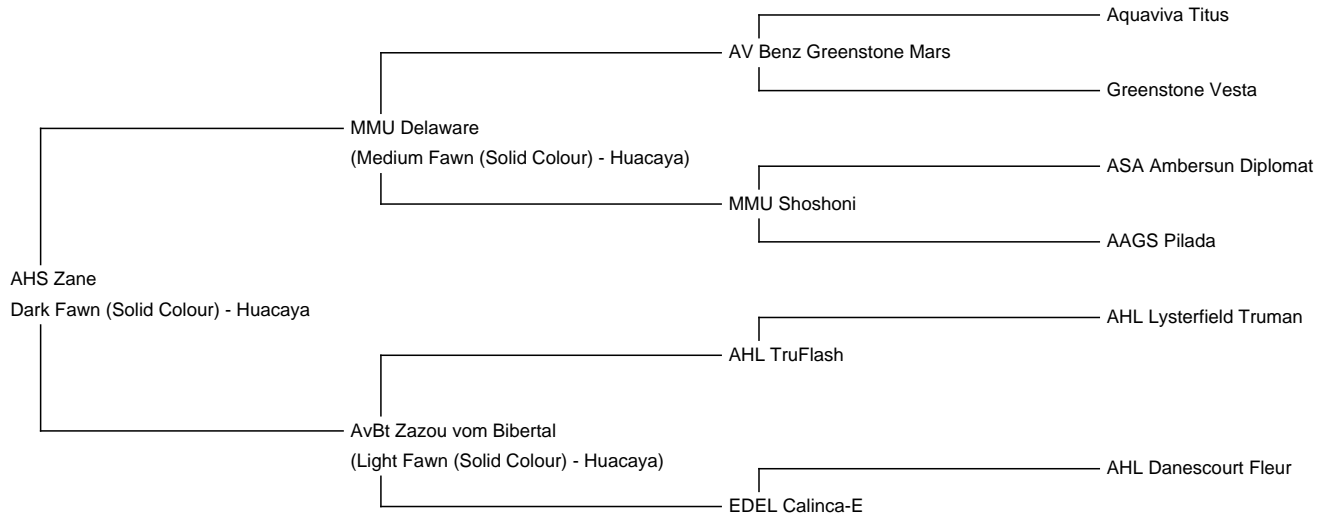 Aquaviva Titus
AV Benz Greenstone Mars
Greenstone Vesta
MMU Delaware
(Medium Fawn (Solid Colour) - Huacaya)
ASA Ambersun Diplomat
MMU Shoshoni
AAGS Pilada
AHS Zane
Dark Fawn (Solid Colour) - Huacaya
AHL Lysterfield Truman
AHL TruFlash
AvBt Zazou vom Bibertal
(Light Fawn (Solid Colour) - Huacaya)
AHL Danescourt Fleur
EDEL Calinca-E